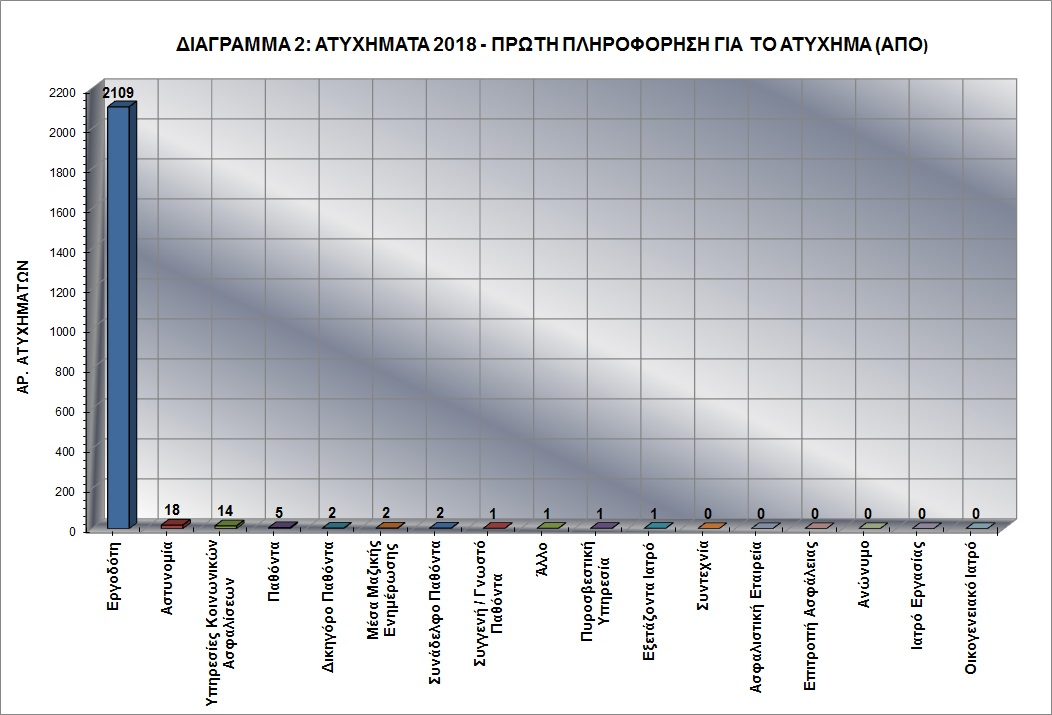 ΔΙΑΓΡΑΜΜΑ 2: ΑΤΥΧΗΜΑΤΑ 2018 - ΠΡΩΤΗ ΠΛΗΡΟΦΟΡΗΣΗ ΓΙΑ ΤΟ ΑΤΥΧΗΜΑ (ΑΠΟ)
ΑΡ. ΑΤΥΧΗΜΑΤΩΝ
2200
2000
1800
1600
1400
1200
1000
800
600
400
200
0
2109
18
14
5
2
2
2
1
1
1
1
0
0
0
0
0
0
Εργοδότη
Αστυνομία
Υπηρεσίες Κοινωνικών
Ασφαλίσεων
Παθόντα
Δικηγόρο Παθόντα
Μέσα Μαζικής
Ενημέρωσης
Συνάδελφο Παθόντα
Συγγενή / Γνωστό
Παθόντα
Άλλο
Πυροσβεστική
Υπηρεσία
Εξετάζοντα Ιατρό
Συντεχνία
Ασφαλιστική Εταιρεία
Επιτροπή Ασφάλειας
Ανώνυμο
Ιατρό Εργασίας
Οικογενειακό Ιατρό